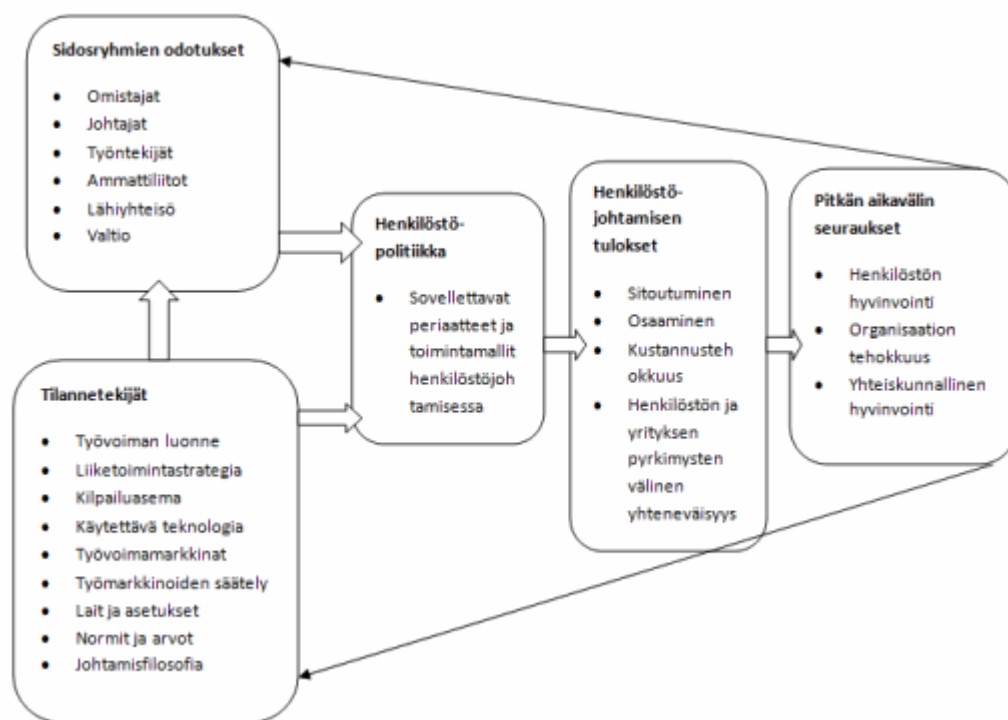 Sidosryhmien odotukset
• Omistajat
• Johtajat
• Työntekijät
• Ammattiliitot
• Lähiyhteisö
• Valtio
Tilannetekijät
• Työvoiman luonne
• Liiketoimintastrategia
• Kilpailuasema
• Käytettävä teknologia
• Työvoimamarkkinat
• Työmarkkinoiden säätely
• Lait ja asetukset
• Normit ja arvot
• Johtamisfilosofia
Henkilöstö-
politiikka
• Sovellettavat
periaatteet ja
toimintamallit
henkilöstöjoh
tamisessa
Henkilöstö-
johtamisen
tulokset
• Sitoutuminen
• Osaaminen
• Kustannusteh
okkuus
• Henkilöstön ja
yrityksen
pyrkimysten
välinen
yhteneväisyys
Pitkän aikavälin
seuraukset
• Henkilöstön
hyvinvointi
• Organisaation
tehokkuus
• Yhteiskunnallinen
hyvinvointi